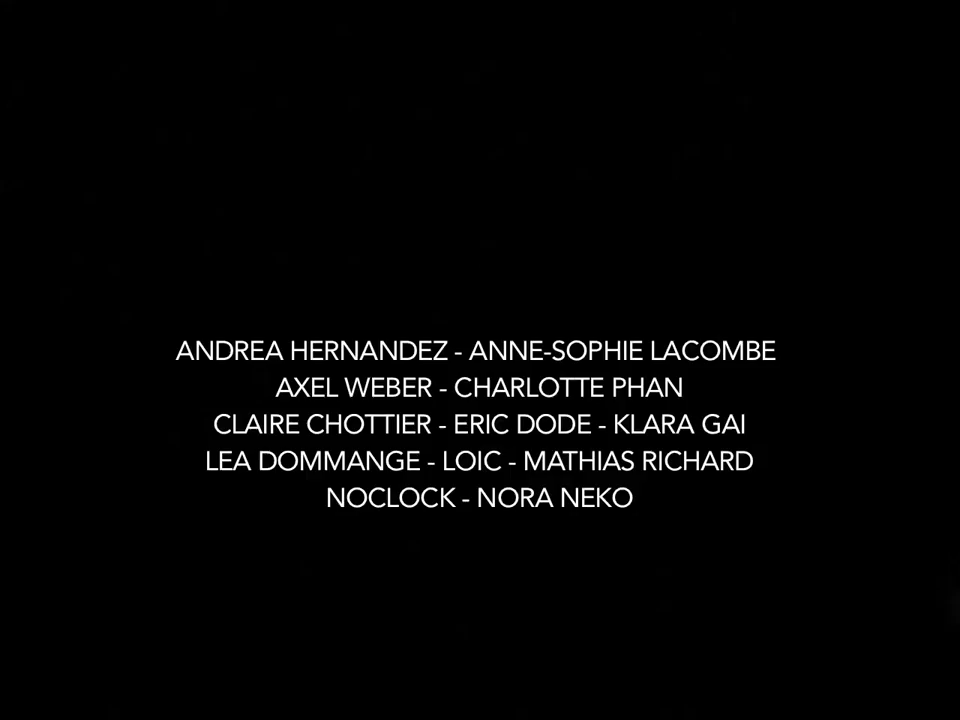 ANDREA HERNANDEZ - ANNE-SOPHIE LACOMBE
AXEL WEBER - CHARLOTTE PHAN
CLAIRE CHOTTIER - ERIC DODE - KLARA GAI
LEA DOMMANGE - LOIC - MATHIAS RICHARD
NOCLOCK - NORA NEKO